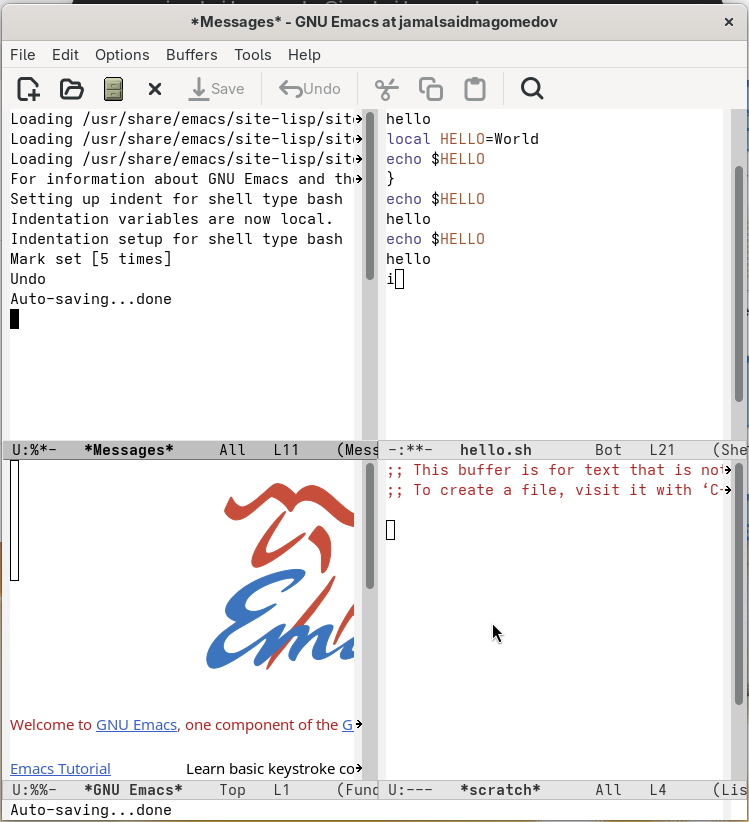 *Messages* - GNU Emacs at jamalsaidmagomedov
File Edit Options Buffers Tools Help
Save Undo
Loading /usr/share/emacs/site-lisp/sit
Loading /usr/share/emacs/site-lisp/sit
Loading /usr/share/emacs/site-lisp/sit
For information about GNU Emacs and th
Setting up indent for shell type bash
Indentation variables are now local.
Indentation setup for shell type bash
Mark set [5 times]
Undo
Auto-saving...done
U:%*- *Messages* All L11 (Mess
hello
local HELLO=World
echo $HELLO
}
echo $HELLO
hello
echo $HELLO
hello
i
-:**- hello.sh Bot L21 (She
Ema
Welcome to GNU Emacs, one component of the G
Emacs Tutorial Learn basic keystroke co
U:%%- *GNU Emacs* Top L1 (Fund
;; This buffer is for text that is not
;; To create a file, visit it with ‘C-
U:--- *scratch* All L4 (Lis
Auto-saving...done